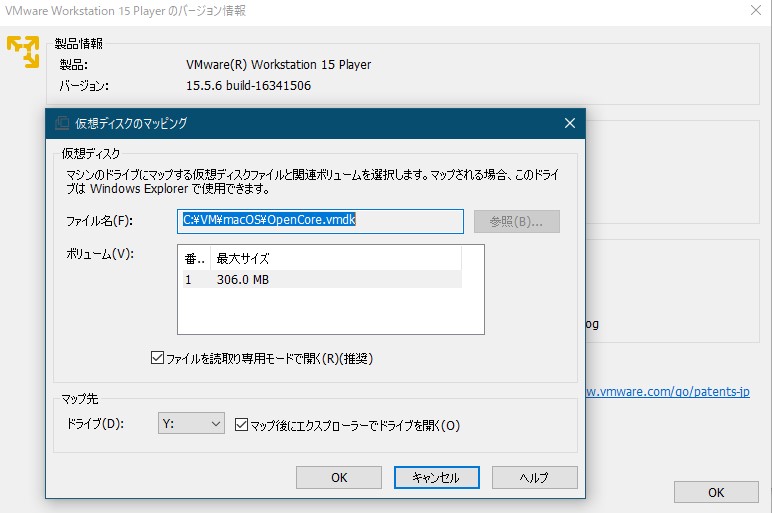 VMware Workstation 15 Player のバージョン情報
製品情報
製品: VMware(R) Workstation 15 Player
バージョン: 15.5.6 build-16341506
仮想ディスクのマッピング
仮想ディスク
マシンのドライブにマップする仮想ディスクファイルと関連ボリュームを選択します。マップされる場合、このドライ
ブは Windows Explorer で使用できます。
ファイル名(F): C:¥VM¥macOS¥OpenCore.vmdk 参照(B)...
ボリューム(V):
番.. 最大サイズ
1 306.0 MB
og
ファイルを読取り専用モードで開く(R)(推奨)
w.vmware.com/go/patents-jp
マップ先
ドライブ(D): Y: マップ後にエクスプローラーでドライブを開く(O)
OK キャンセル ヘルプ
OK